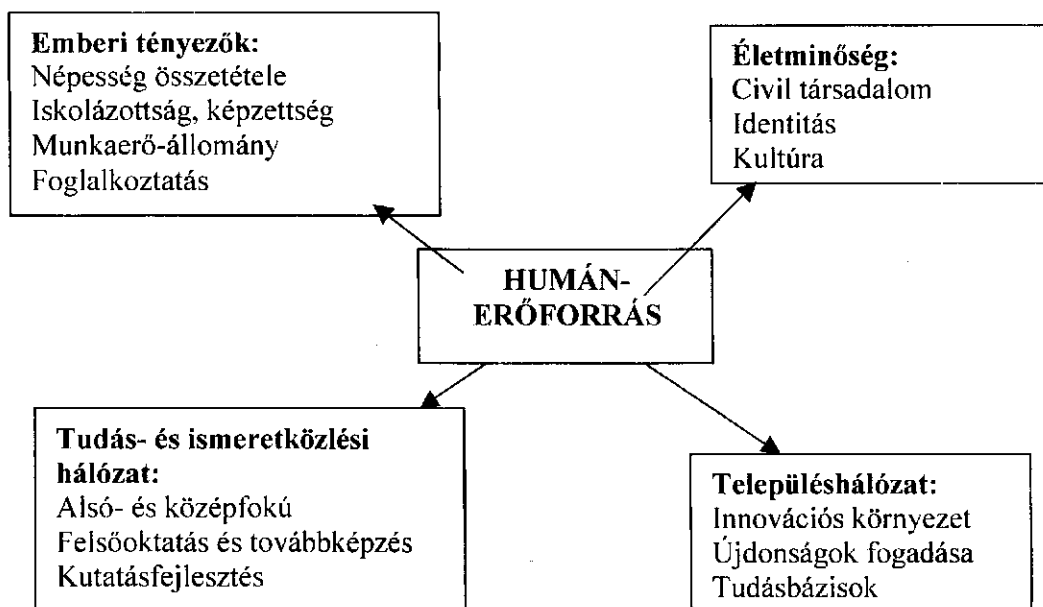 Emberi tényezők:
Népesség összetétele
Iskolázottság, képzettség
Munkaerő-állomány
Foglalkoztatás
Életminőség:
Civil társadalom
Identitás
Kultúra
HUMÁN-
ERŐFORRÁS
Tudás- és ismeretközlési
hálózat:
Alsó- és középfokú
Felsőoktatás és továbbképzés
Kutatásfejlesztés
Településhálózat:
Innovációs környezet
Újdonságok fogadása
Tudásbázisok